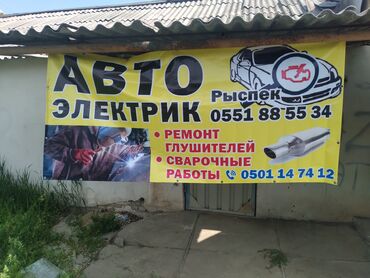 АВТО
ЭЛЕКТРИК
Рыспек
0551 88 55 34
• РЕМОНТ
ГЛУШИТЕЛЕЙ
• СВАРОЧНЫЕ
РАБОТЫ 0501 14 74 12